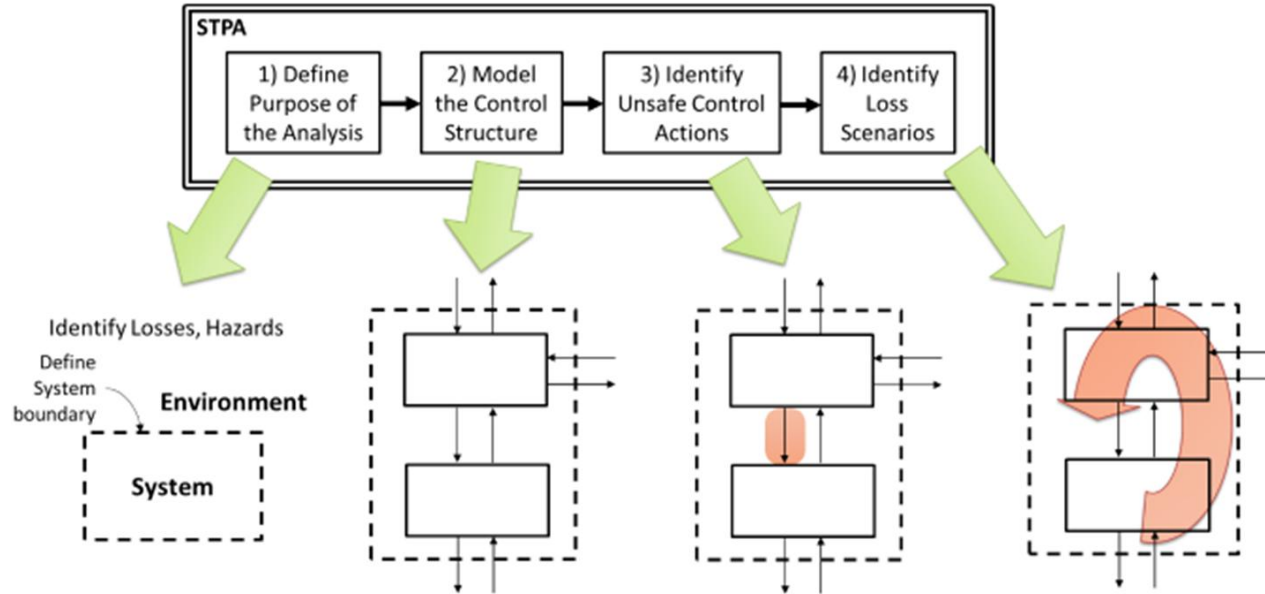 STPA
1) Define
Purpose of
the Analysis
2) Model
the Control
Structure
3) Identify
Unsafe Control
Actions
4) Identify
Loss
Scenarios
Identify Losses, Hazards
Define
System
boundary
Environment
System